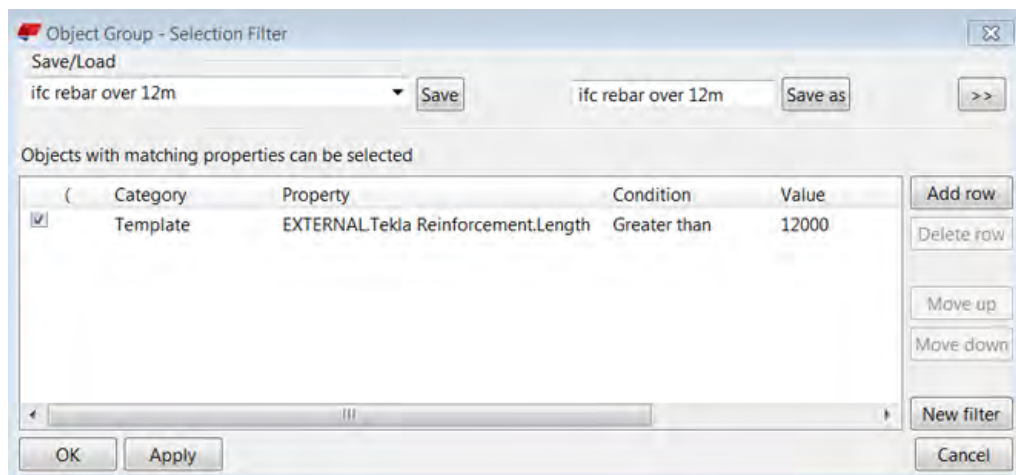 Object Group - Selection Filter
Save/Load
ifc rebar over 12m Save ifc rebar over 12m Save as >>
Objects with matching properties can be selected
( Category Property Condition Value Add row
Template EXTERNAL.Tekla Reinforcement.Length Greater than 12000
Delete row
Move up
Move down
New filter
OK Apply Cancel